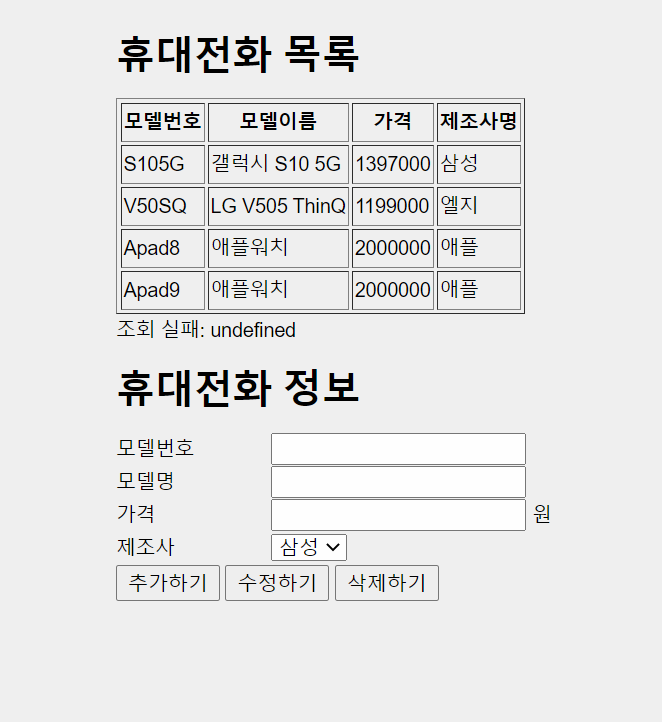 휴대전화 목록
모델번호 모델이름 가격 제조사명
S105G 갤럭시 S10 5G 1397000 삼성
V50SQ LG V505 ThinQ 1199000 엘지
Apad8 애플워치 2000000 애플
Apad9 애플워치 2000000 애플
조회 실패: undefined
휴대전화 정보
모델번호
모델명
가격 원
제조사 삼성
추가하기 수정하기 삭제하기